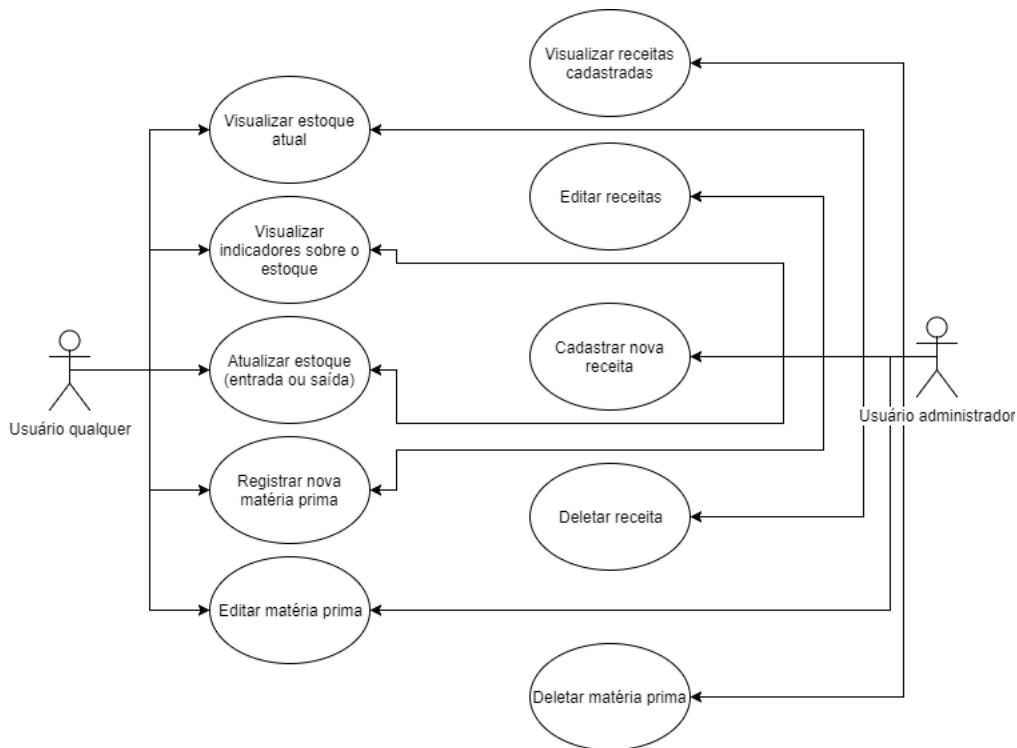 Visualizar receitas
cadastradas
Visualizar estoque
atual
Editar receitas
Visualizar
indicadores sobre o
estoque
Cadastrar nova
receita
Atualizar estoque
(entrada ou saída)
Usuário qualquer
Usuário administrador
Registrar nova
matéria prima
Deletar receita
Editar matéria prima
Deletar matéria prima